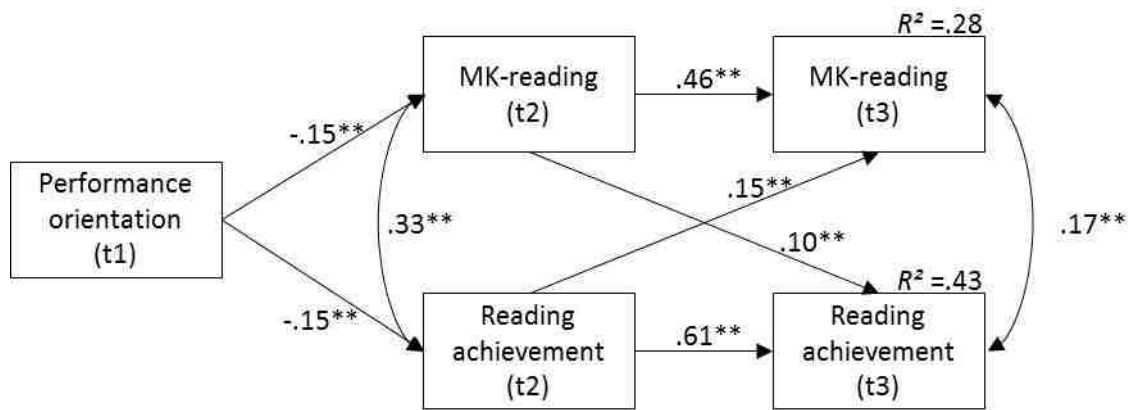 R² =.28
MK-reading
(t2)
.46**
MK-reading
(t3)
-.15**
Performance
orientation
(t1)
.33**
.15**
.10**
.17**
-.15**
R² =.43
Reading
achievement
(t2)
.61**
Reading
achievement
(t3)